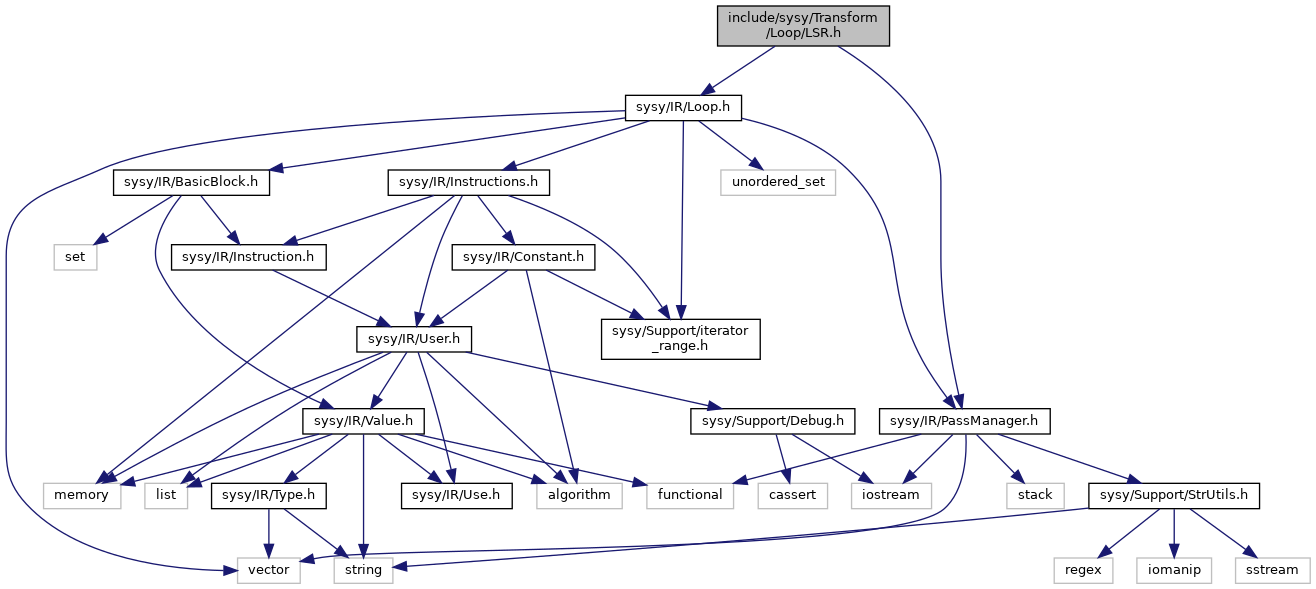 include/sysy/Transform
/Loop/LSR.h
sysy/IR/Loop.h
sysy/IR/BasicBlock.h
sysy/IR/Instructions.h
unordered_set
set
sysy/IR/Instruction.h
sysy/IR/Constant.h
sysy/IR/User.h
sysy/Support/iterator
_range.h
sysy/IR/Value.h
sysy/Support/Debug.h
sysy/IR/PassManager.h
memory
list
sysy/IR/Type.h
sysy/IR/Use.h
algorithm
functional
cassert
iostream
stack
sysy/Support/StrUtils.h
vector
string
regex
iomanip
sstream